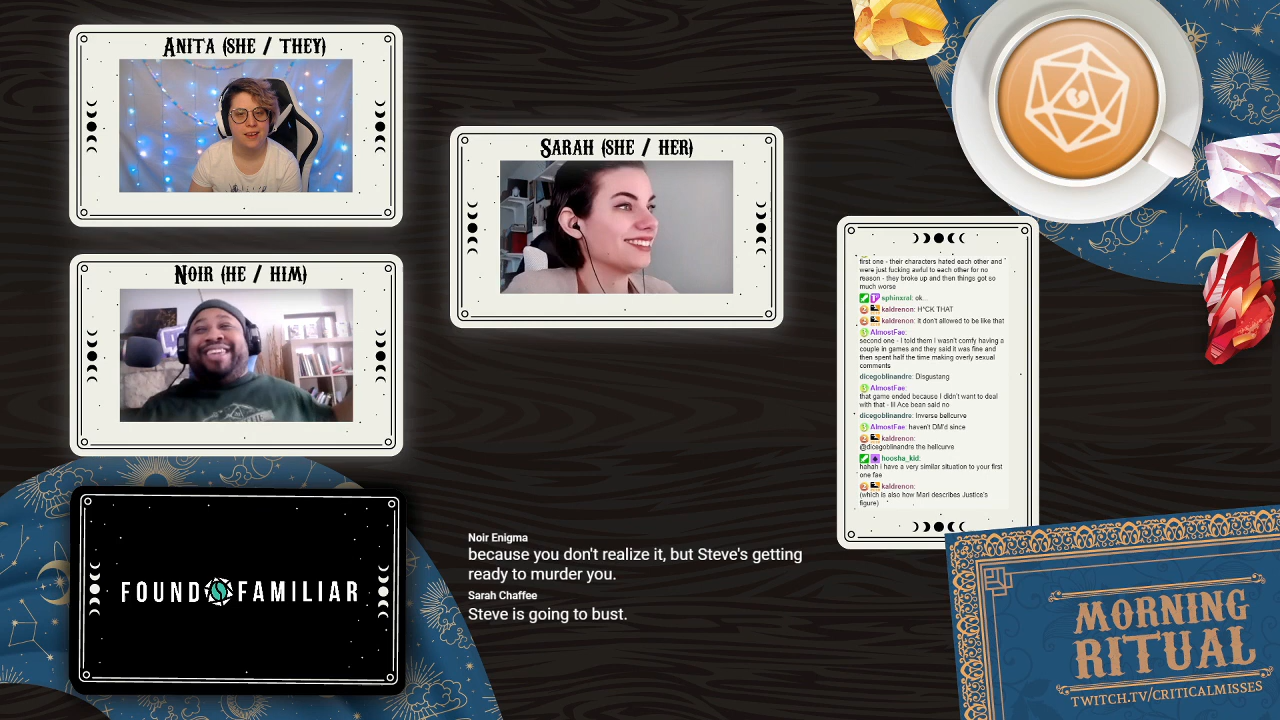 ANITA (SHE / THEY)
SARAH (SHE / HER)
NOIR (HE / HIM)
first one - their characters hated each other and
were just fucking awful to each other for no
reason - they broke up and then things got so
much worse
sphinxral: ok...
kaldrenon: H*CK THAT
kaldrenon: it don't allowed to be like that
AlmostFae:
second one - I told them I wasn't comfy having a
couple in games and they said it was fine and
then spent half the time making overly sexual
comments
dicegoblinandre: Disgustang
AlmostFae:
that game ended because I didn't want to deal
with that - lil Ace bean said no
dicegoblinandre: Inverse bellcurve
AlmostFae: haven't DM'd since
kaldrenon:
@dicegoblinandre the hellcurve
hoosha_kid:
hahah i have a very similar situation to your first
one fae
kaldrenon:
(which is also how Mari describes Justice's
figure)
FOUND FAMILIAR
Noir Enigma
because you don't realize it, but Steve's getting
ready to murder you.
Sarah Chaffee
Steve is going to bust.
MORNING
RITUAL
TWITCH.TV/CRITICALMISSES